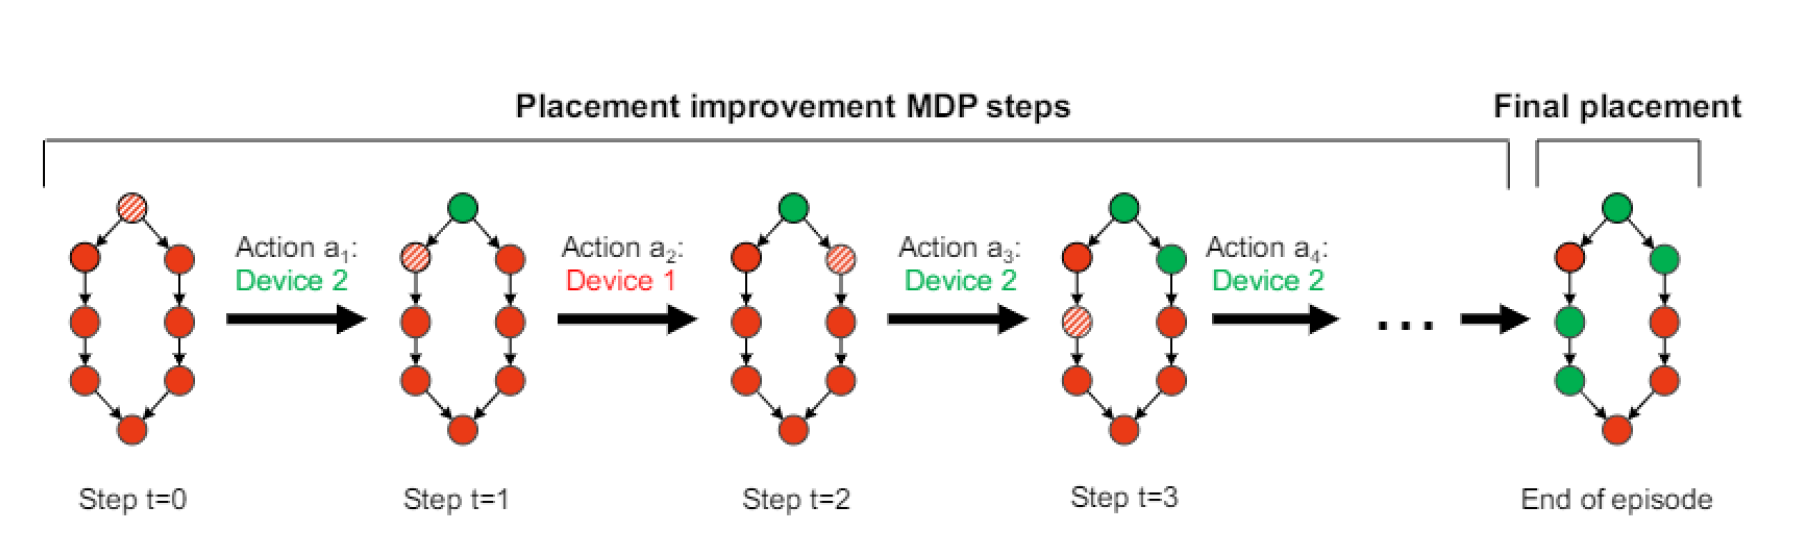 Placement improvement MDP steps
Final placement
Action a₁:
Device 2
Action a₂:
Device 1
Action a₃:
Device 2
Action a₄:
Device 2
...
Step t=0
Step t=1
Step t=2
Step t=3
End of episode